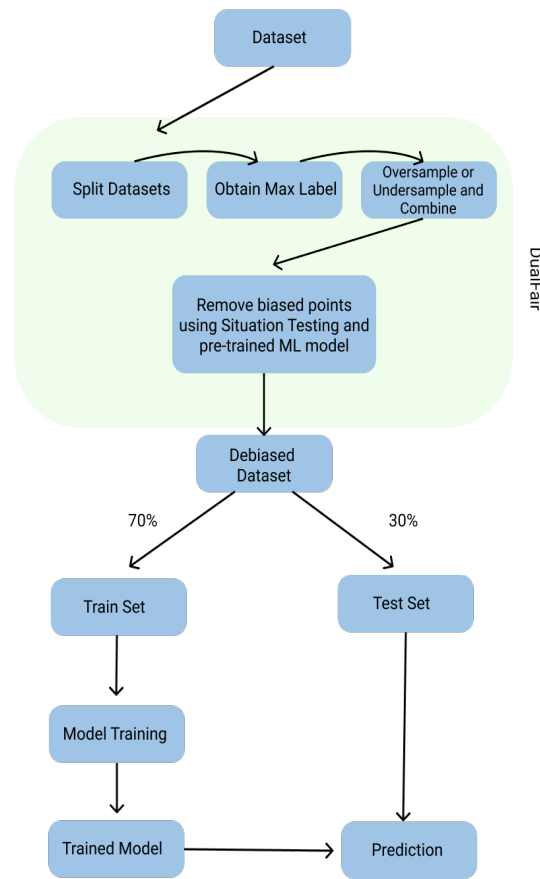 Dataset
Split Datasets
Obtain Max Label
Oversample or
Undersample and
Combine
DualFair
Remove biased points
using Situation Testing and
pre-trained ML model
Debiased
Dataset
70%
30%
Train Set
Test Set
Model Training
Trained Model
Prediction